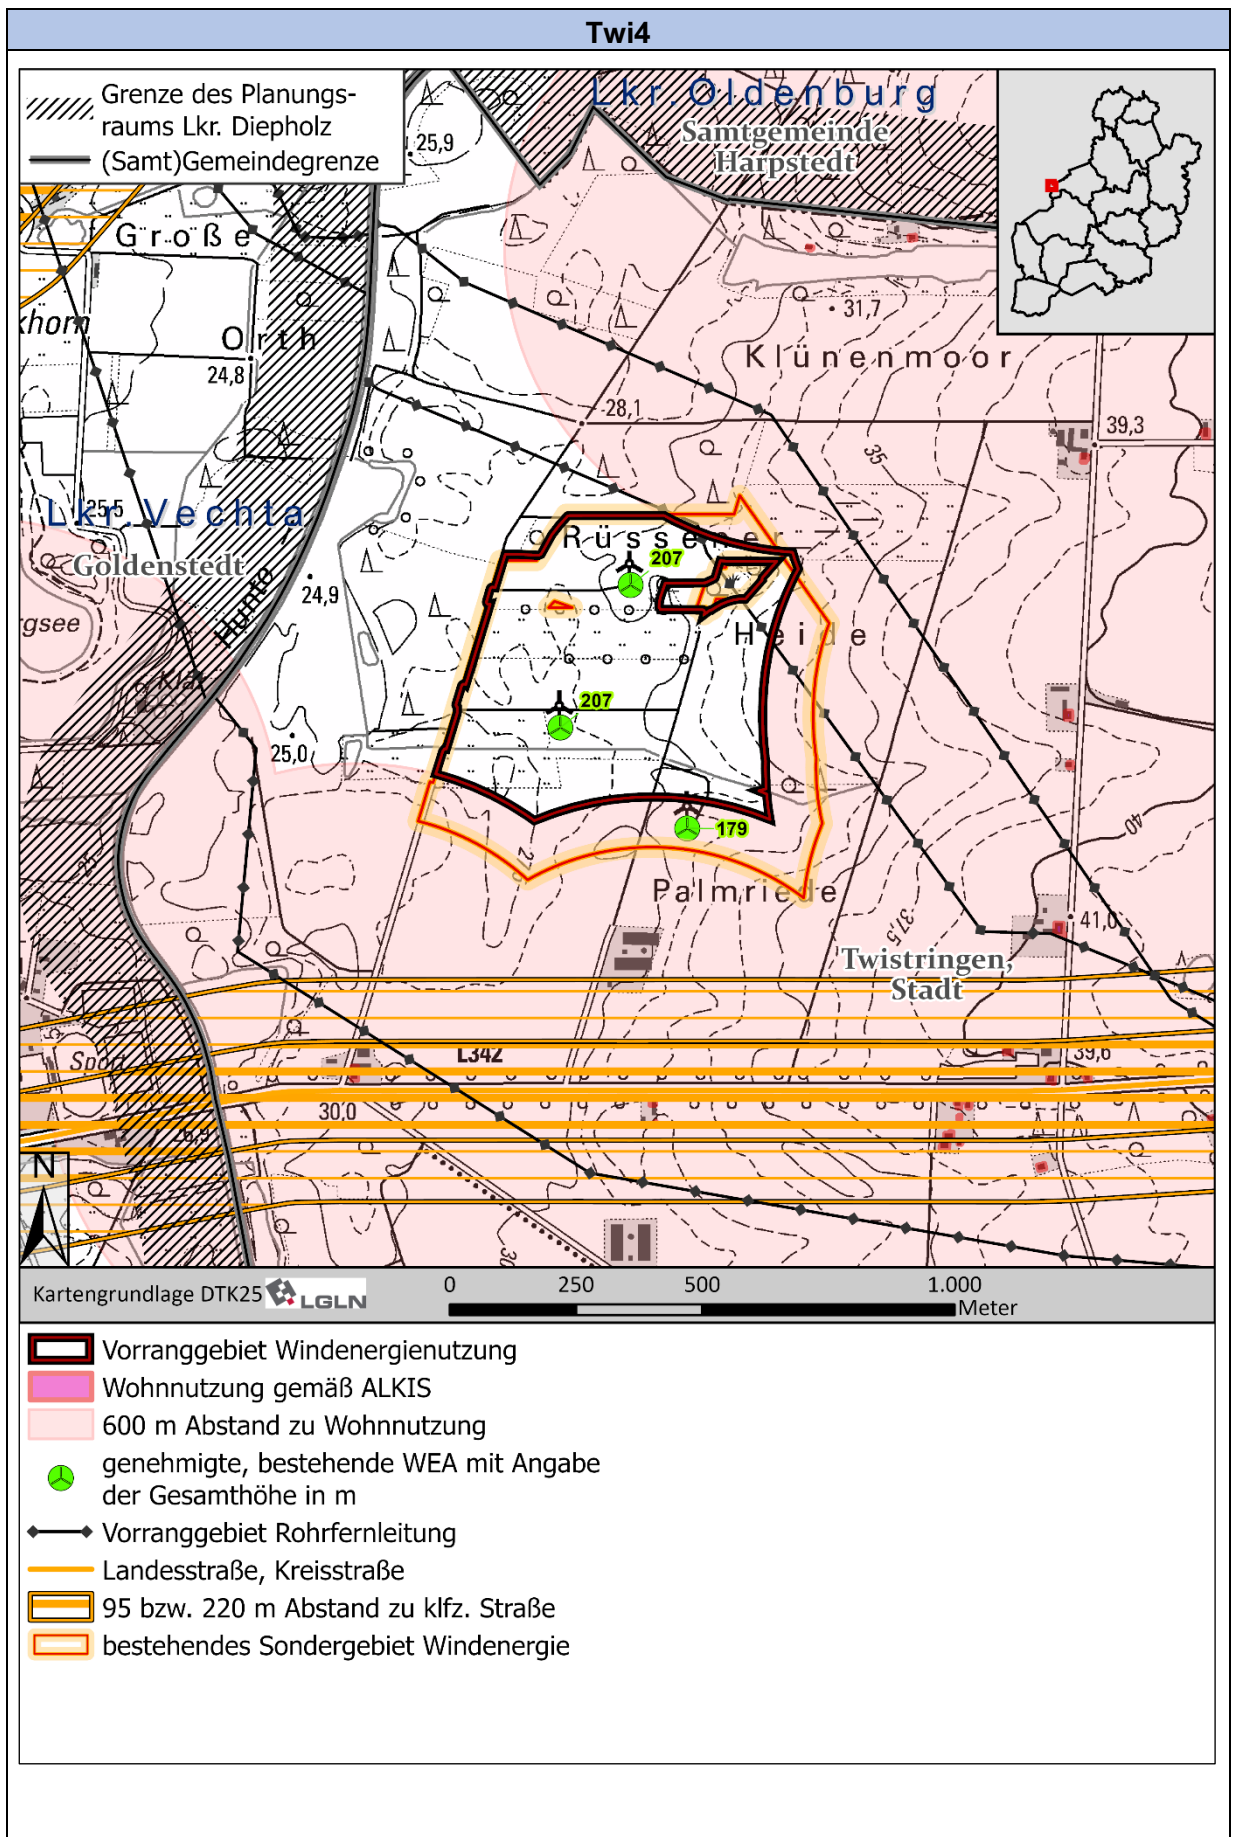 Twi4
Grenze des Planungs-
raums Lkr. Diepholz
(Samt)Gemeindegrenze
Lkr. Oldenburg
Samtgemeinde
Harpstedt
25,9
Große
Orth
24,8
31,7
Klünenmoor
28,1
39,3
35
25,5
Lkr. Vechta
Goldenstedt
Hunte
24,9
Rüssener
207
Heide
207
25,0
179
Palmriede
40
37,5
41,0
Twistringen,
Stadt
L342
39,6
30,0
26,9
30
N
Kartengrundlage DTK25
LGLN
0 250 500 1.000
Meter
Vorranggebiet Windenergienutzung
Wohnnutzung gemäß ALKIS
600 m Abstand zu Wohnnutzung
genehmigte, bestehende WEA mit Angabe
der Gesamthöhe in m
Vorranggebiet Rohrfernleitung
Landesstraße, Kreisstraße
95 bzw. 220 m Abstand zu klfz. Straße
bestehendes Sondergebiet Windenergie